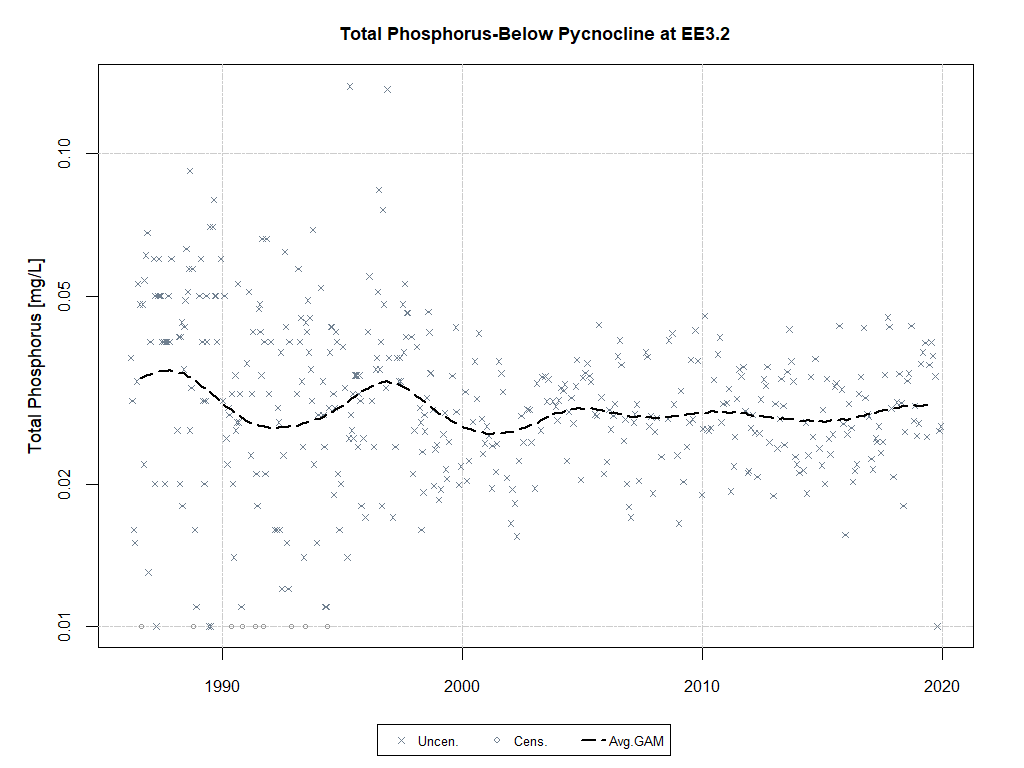 Total Phosphorus-Below Pycnocline at EE3.2
Total Phosphorus [mg/L]
0.10
0.05
0.02
0.01
1990
2000
2010
2020
Uncen.
Cens.
Avg.GAM